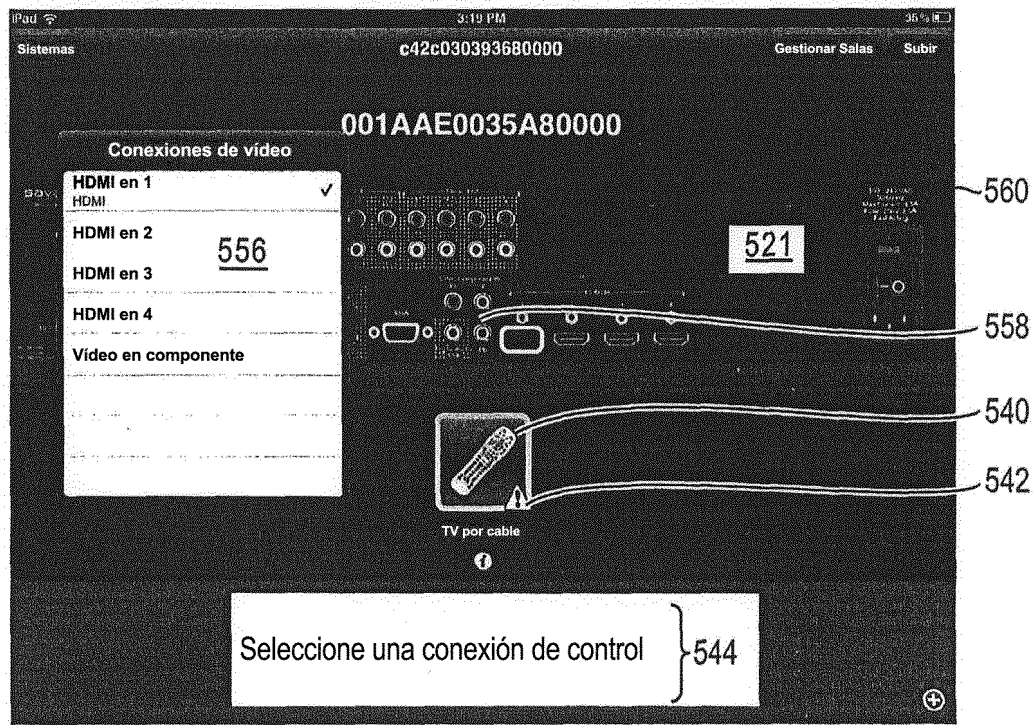 iPad 3:19 PM 35%
Sistemas c42c030393680000 Gestionar Salas Subir
001AAE0035A80000
Conexiones de vídeo
HDMI en 1
HDMI
HDMI en 2
556
HDMI en 3
HDMI en 4
Vídeo en componente
521
560
558
540
542
TV por cable
Seleccione una conexión de control
544